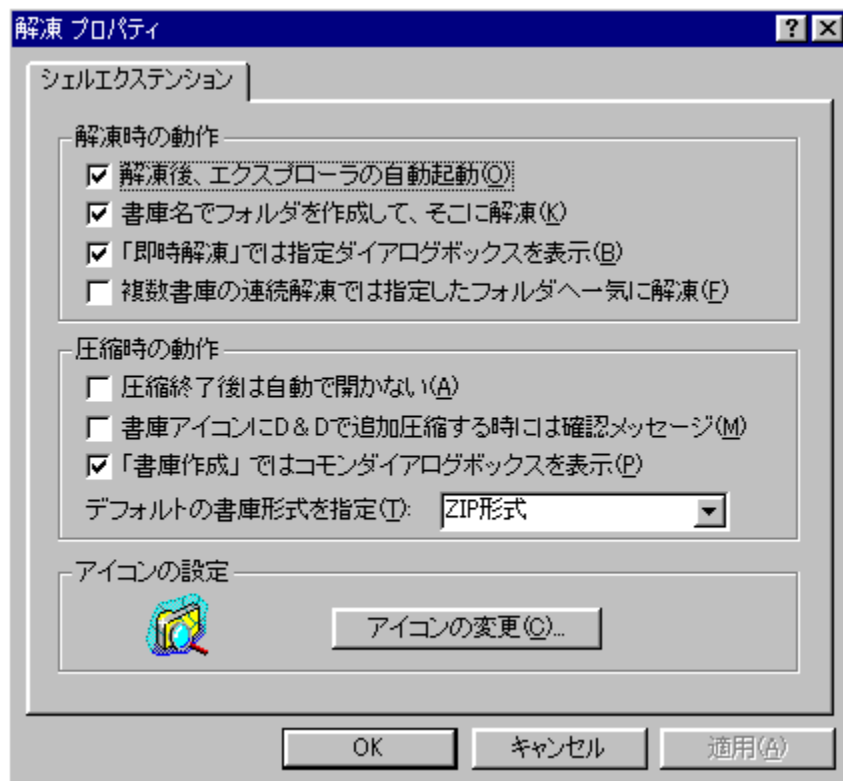 解凍 プロパティ
シェルエクステンション
解凍時の動作
解凍後、エクスプローラの自動起動(O)
書庫名でフォルダを作成して、そこに解凍(K)
「即時解凍」では指定ダイアログボックスを表示(B)
複数書庫の連続解凍では指定したフォルダへ一気に解凍(F)
圧縮時の動作
圧縮終了後は自動で開かない(A)
書庫アイコンにD&Dで追加圧縮する時には確認メッセージ(M)
「書庫作成」ではコモンダイアログボックスを表示(P)
デフォルトの書庫形式を指定(T): ZIP形式
アイコンの設定
アイコンの変更(C)...
OK キャンセル 適用(A)